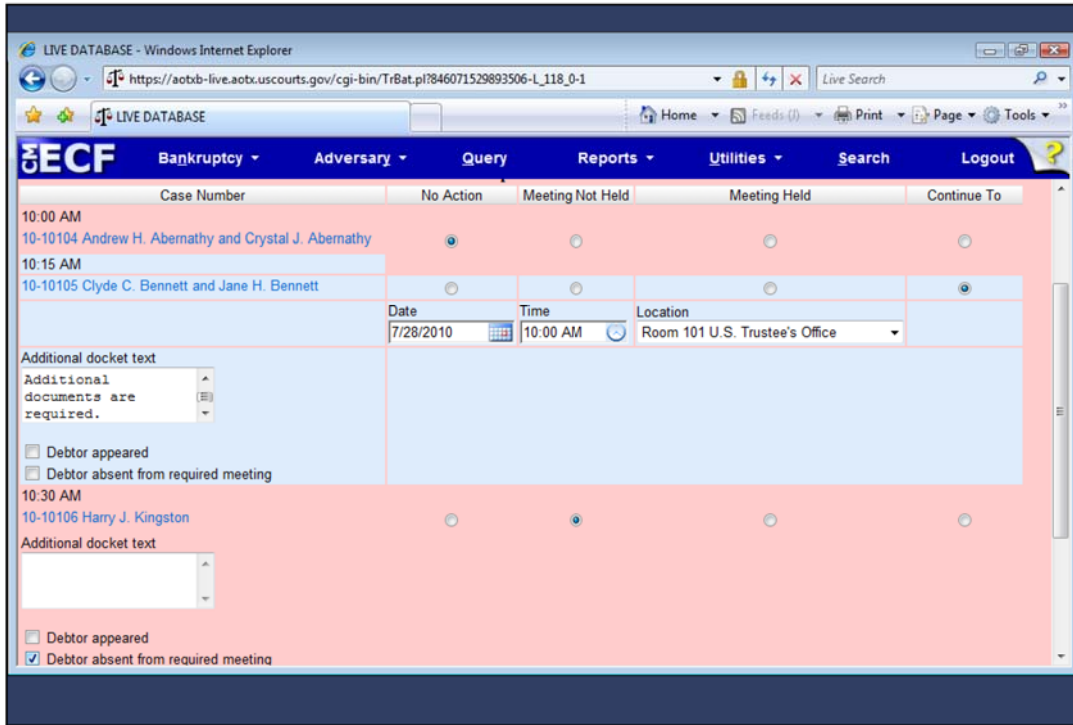 LIVE DATABASE - Windows Internet Explorer
https://aotxb-live.aotx.uscourts.gov/cgi-bin/TrBat.pl?846071529893506-L_118_0-1 Live Search
LIVE DATABASE Home Feeds (J) Print Page Tools
CM ECF Bankruptcy Adversary Query Reports Utilities Search Logout ?
Case Number No Action Meeting Not Held Meeting Held Continue To
10:00 AM
10-10104 Andrew H. Abernathy and Crystal J. Abernathy
10:15 AM
10-10105 Clyde C. Bennett and Jane H. Bennett
Date Time Location
7/28/2010 10:00 AM Room 101 U.S. Trustee's Office
Additional docket text
Additional
documents are
required.
Debtor appeared
Debtor absent from required meeting
10:30 AM
10-10106 Harry J. Kingston
Additional docket text
Debtor appeared
Debtor absent from required meeting